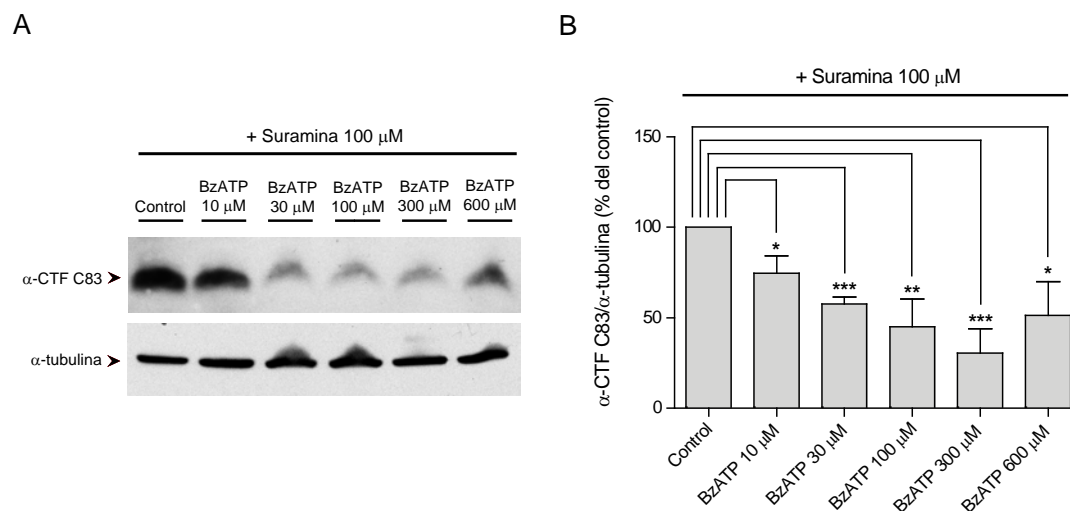 A
+ Suramina 100 μM
Control
BzATP
10 μM
BzATP
30 μM
BzATP
100 μM
BzATP
300 μM
BzATP
600 μM
α-CTF C83
α-tubulina
B
+ Suramina 100 μM
α-CTF C83/α-tubulina (% del control)
150
100
50
0
*
***
**
***
*
Control
BzATP 10 μM
BzATP 30 μM
BzATP 100 μM
BzATP 300 μM
BzATP 600 μM